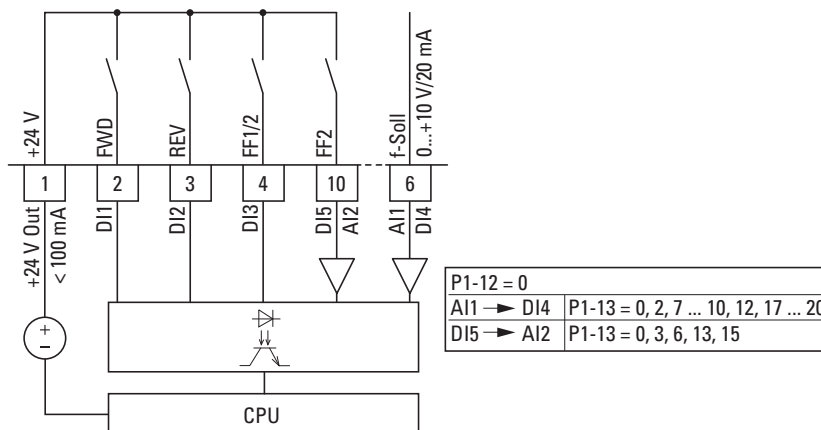 +24 V
FWD
REV
FF1/2
FF2
f-Soll
0...+10 V/20 mA
1
2
3
4
10
6
+24 V Out
< 100 mA
DI1
DI2
DI3
DI5
AI2
AI1
DI4
+
–
CPU
P1-12 = 0
AI1 → DI4 P1-13 = 0, 2, 7 ... 10, 12, 17 ... 20
DI5 → AI2 P1-13 = 0, 3, 6, 13, 15